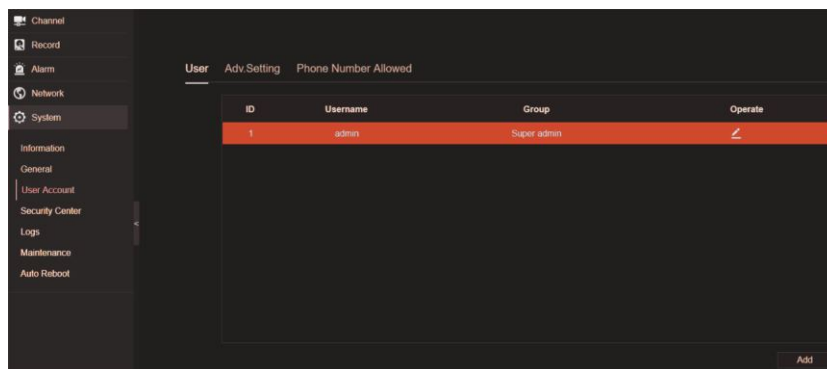 Channel
Record
Alarm
Network
System
Information
General
User Account
Security Center
Logs
Maintenance
Auto Reboot
<
User Adv.Setting Phone Number Allowed
ID Username Group Operate
1 admin Super admin
Add